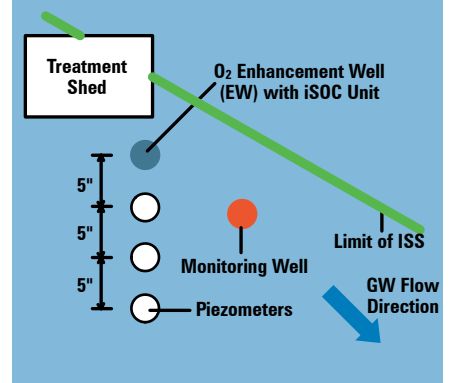 Treatment
Shed
O₂ Enhancement Well
(EW) with iSOC Unit
5"
5"
5"
Limit of ISS
Monitoring Well
GW Flow
Direction
Piezometers